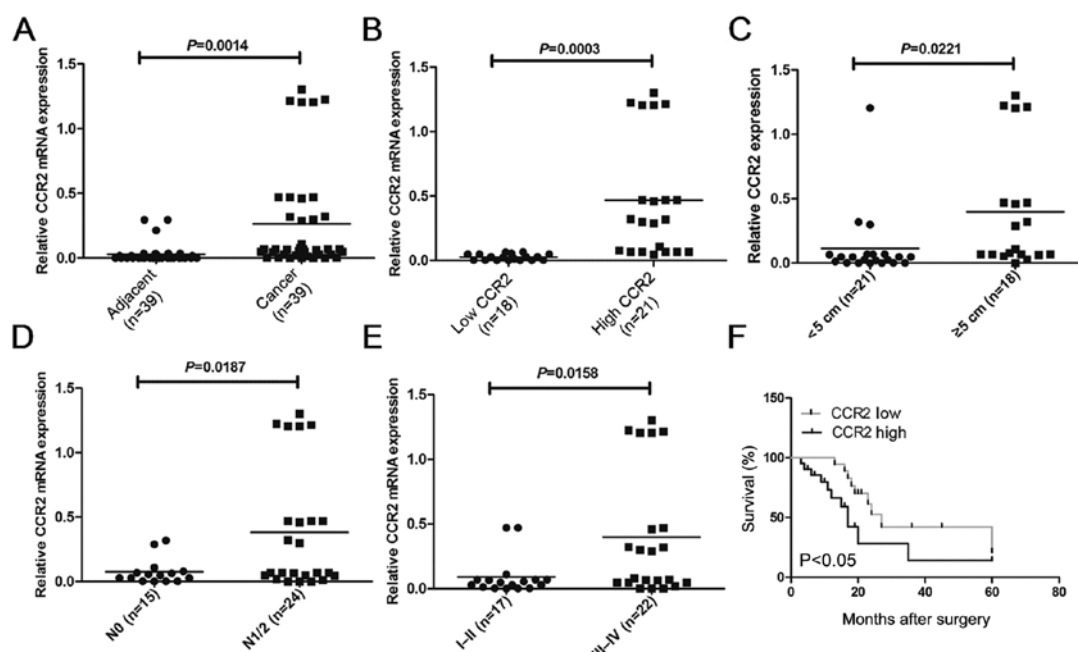 A
P=0.0014
Relative CCR2 mRNA expression
1.5
1.0
0.5
0.0
Adjacent
(n=39)
Cancer
(n=39)
B
P=0.0003
Relative CCR2 mRNA expression
1.5
1.0
0.5
0.0
Low CCR2
(n=18)
High CCR2
(n=21)
C
P=0.0221
Relative CCR2 expression
1.5
1.0
0.5
0.0
<5 cm (n=21)
≥5 cm (n=18)
D
P=0.0187
Relative CCR2 mRNA expression
1.5
1.0
0.5
0.0
N0 (n=15)
N1/2 (n=24)
E
P=0.0158
Relative CCR2 mRNA expression
1.5
1.0
0.5
0.0
I–II (n=17)
III–IV (n=22)
F
Survival (%)
150
100
50
0
CCR2 low
CCR2 high
P<0.05
0 20 40 60 80
Months after surgery